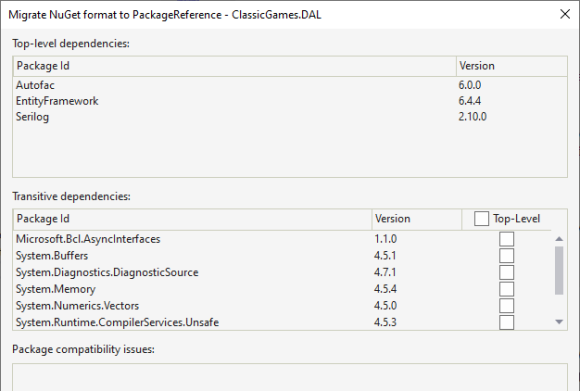 Migrate NuGet format to PackageReference - ClassicGames.DAL
Top-level dependencies:
Package Id Version
Autofac 6.0.0
EntityFramework 6.4.4
Serilog 2.10.0
Transitive dependencies:
Package Id Version Top-Level
Microsoft.Bcl.AsyncInterfaces 1.1.0
System.Buffers 4.5.1
System.Diagnostics.DiagnosticSource 4.7.1
System.Memory 4.5.4
System.Numerics.Vectors 4.5.0
System.Runtime.CompilerServices.Unsafe 4.5.3
Package compatibility issues: